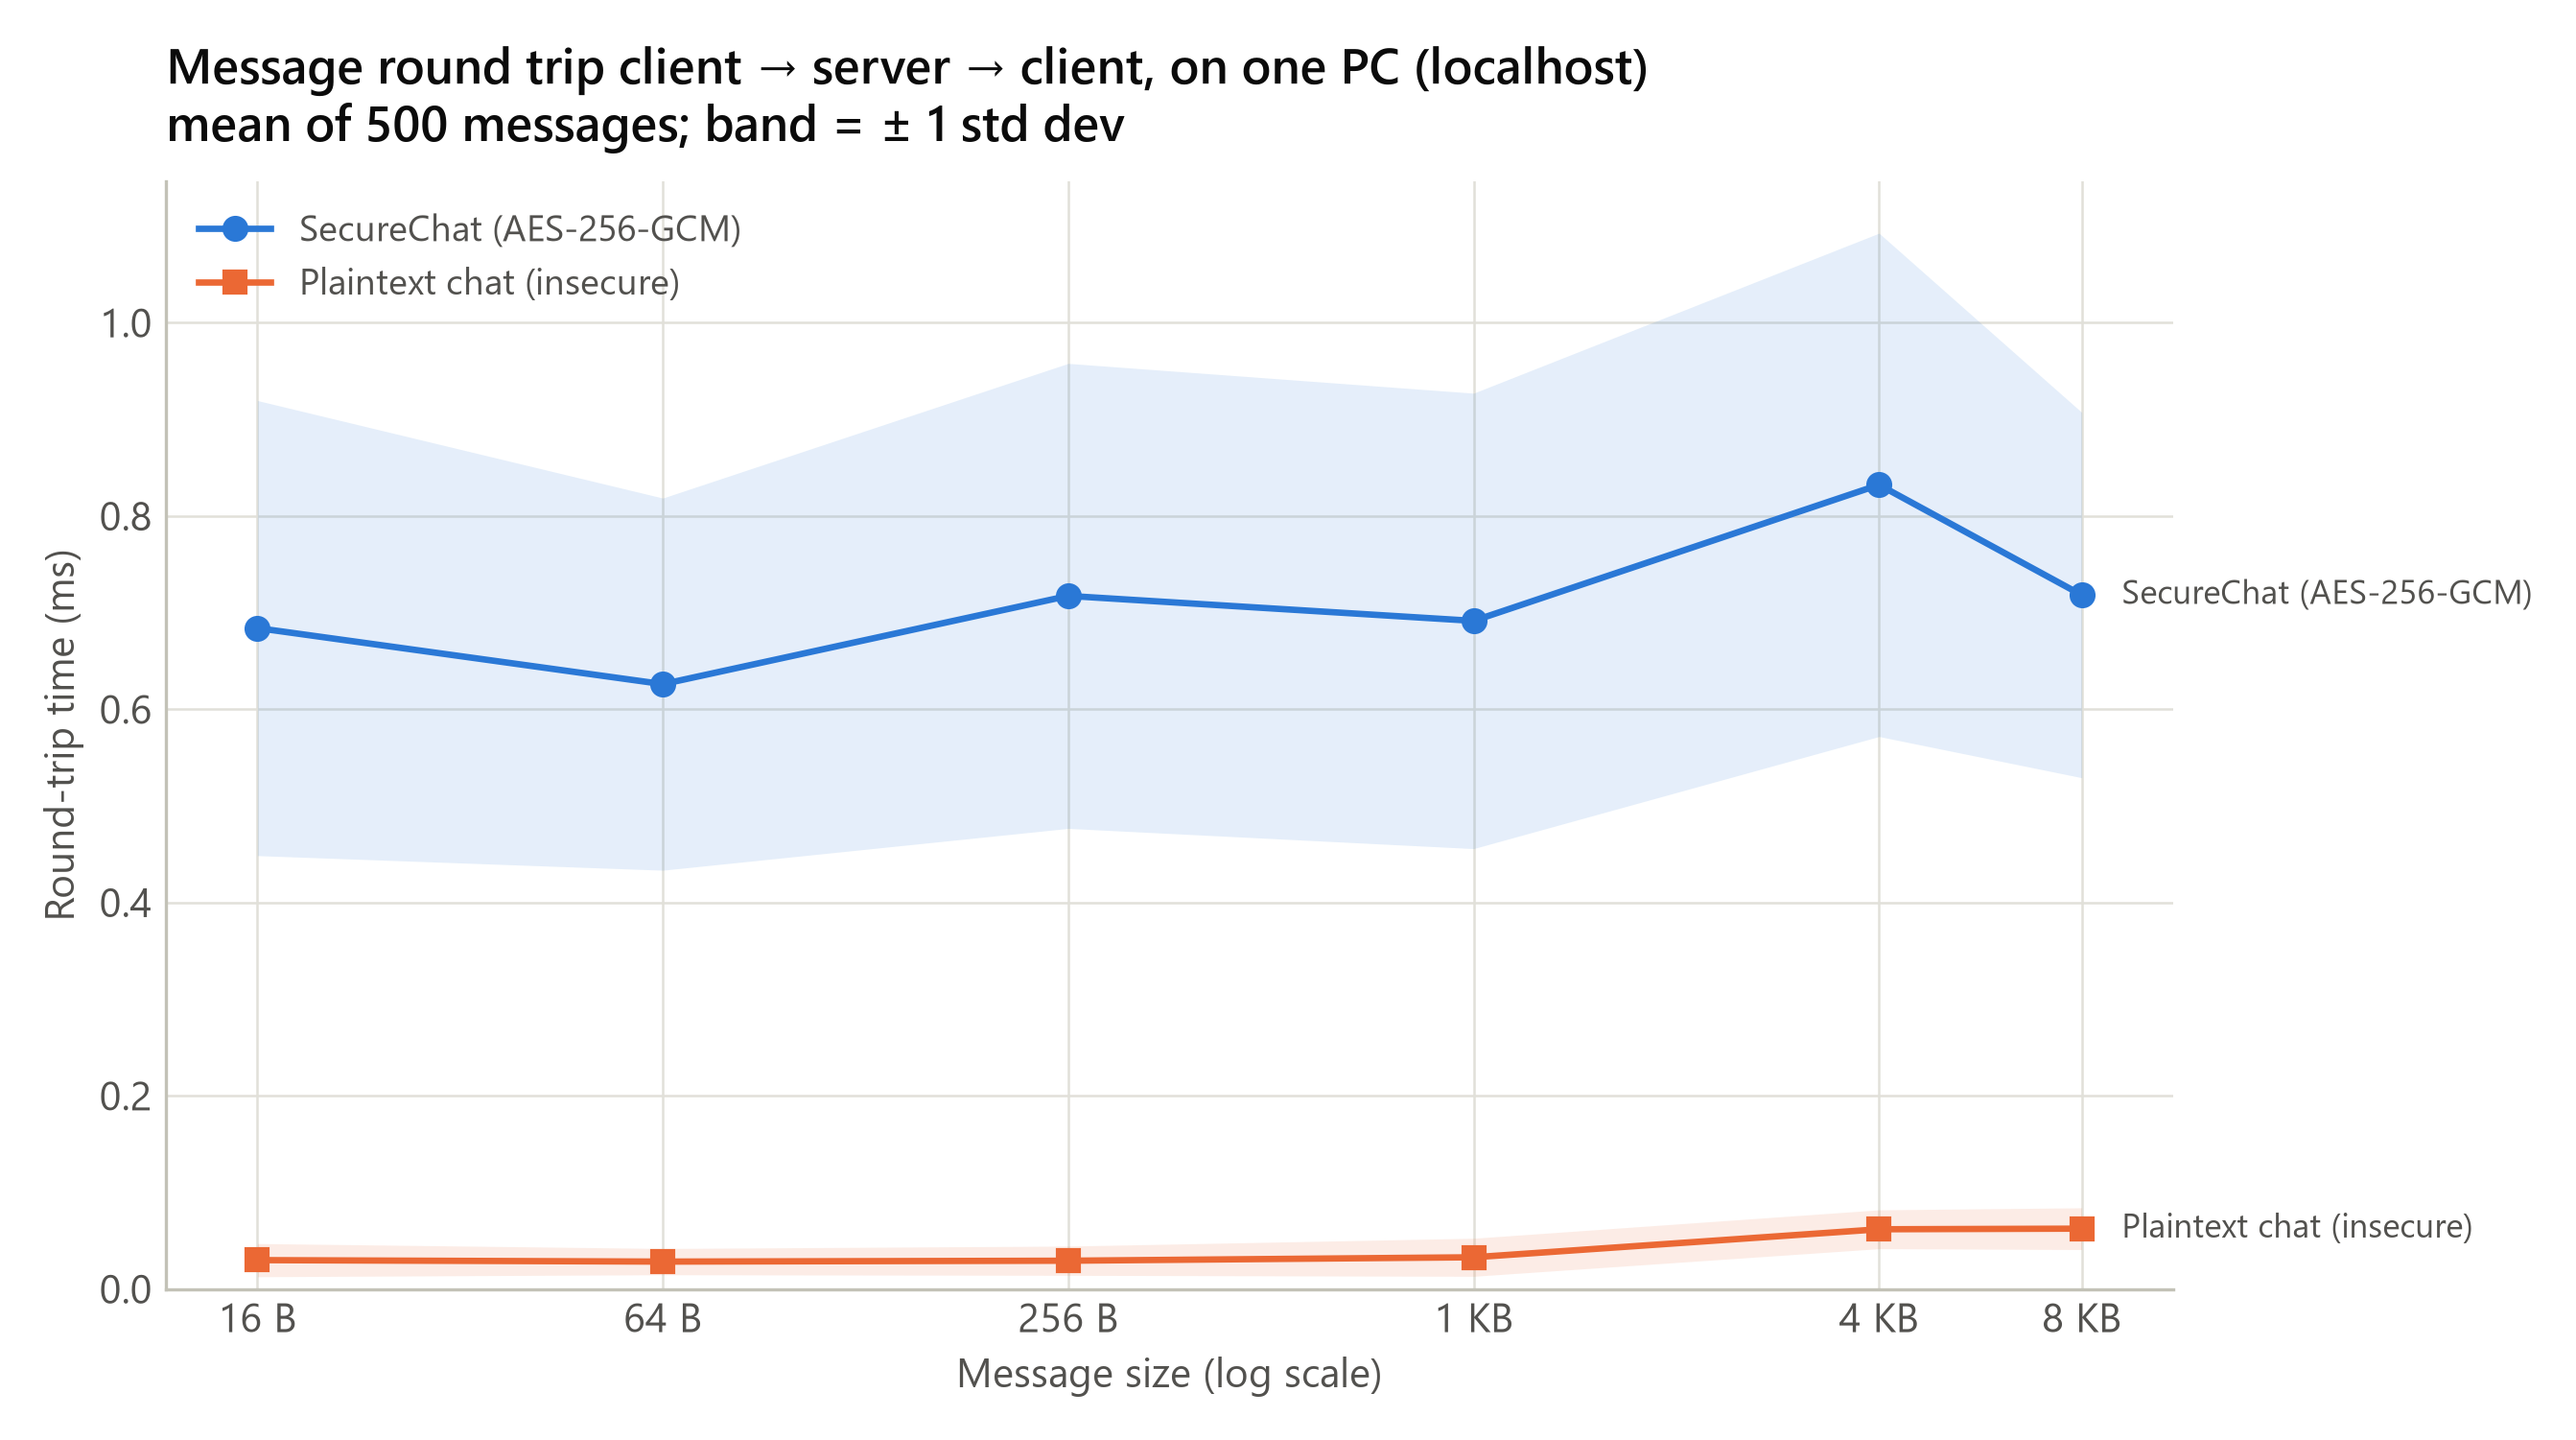 Message round trip client → server → client, on one PC (localhost)
mean of 500 messages; band = ± 1 std dev
SecureChat (AES-256-GCM)
Plaintext chat (insecure)
1.0
0.8
0.6
0.4
0.2
0.0
Round-trip time (ms)
SecureChat (AES-256-GCM)
Plaintext chat (insecure)
16 B 64 B 256 B 1 KB 4 KB 8 KB
Message size (log scale)